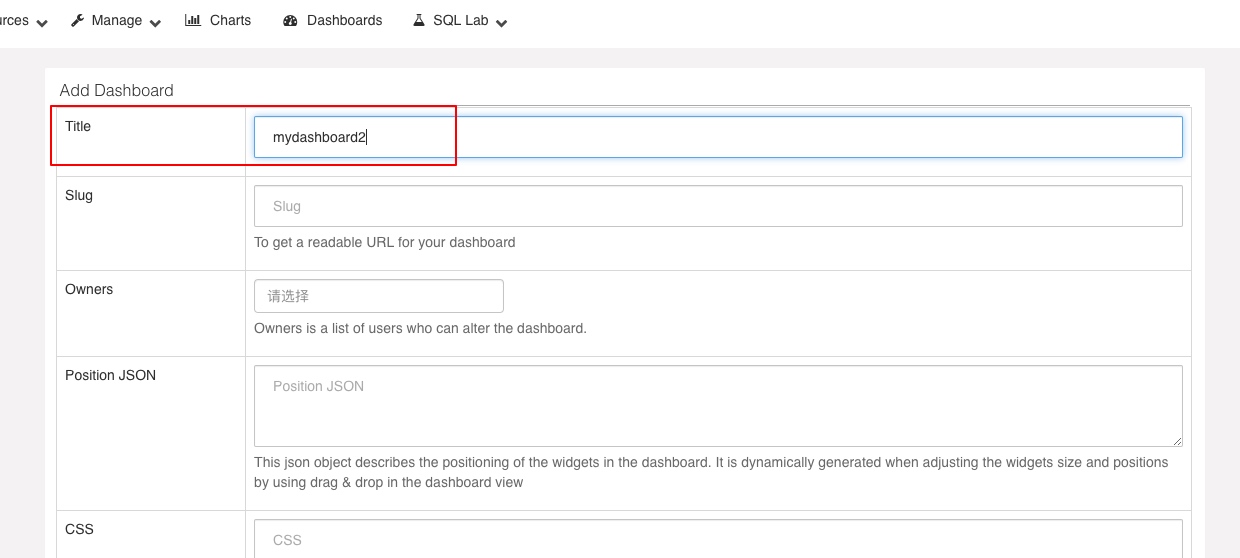 urces Manage Charts Dashboards SQL Lab
Add Dashboard
Title mydashboard2
Slug Slug
To get a readable URL for your dashboard
Owners 请选择
Owners is a list of users who can alter the dashboard.
Position JSON Position JSON
This json object describes the positioning of the widgets in the dashboard. It is dynamically generated when adjusting the widgets size and positions
by using drag & drop in the dashboard view
CSS CSS